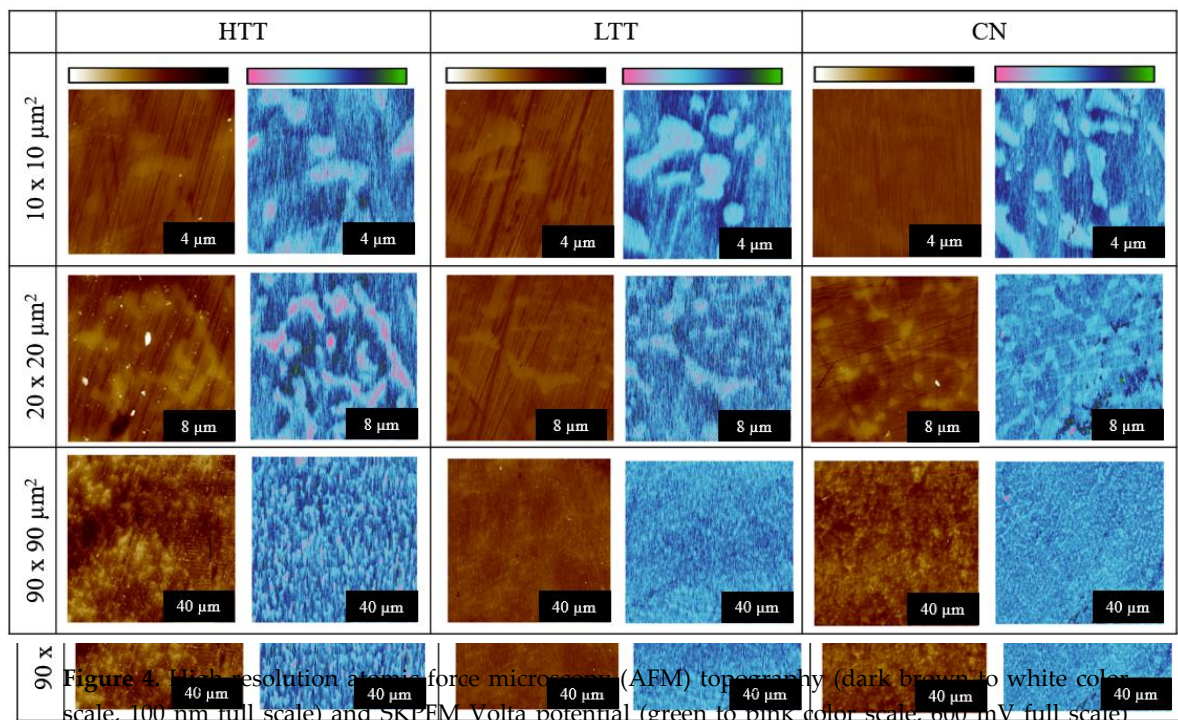 HTT LTT CN
10 x 10 µm²
4 µm 4 µm 4 µm 4 µm 4 µm 4 µm
20 x 20 µm²
8 µm 8 µm 8 µm 8 µm 8 µm 8 µm
90 x 90 µm²
40 µm 40 µm 40 µm 40 µm 40 µm 40 µm
90 x
40 µm 40 µm 40 µm 40 µm 40 µm 40 µm
Figure 4. High resolution atomic force microscopy (AFM) topography (dark brown to white color
scale, 100 nm full scale) and SKPFM Volta potential (green to pink color scale, 600 mV full scale)